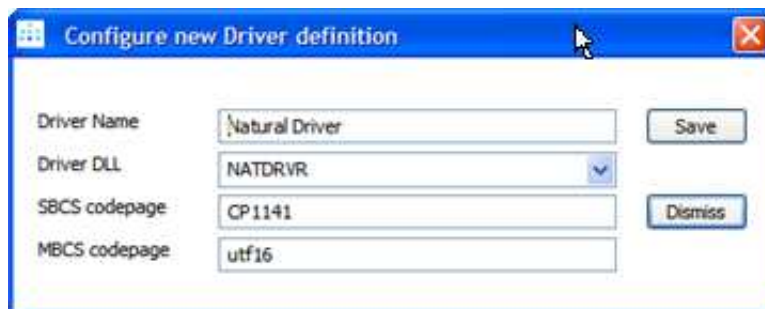 Configure new Driver definition
Driver Name Natural Driver Save
Driver DLL NATDRVR
SBCS codepage CP1141 Dismiss
MBCS codepage utf16